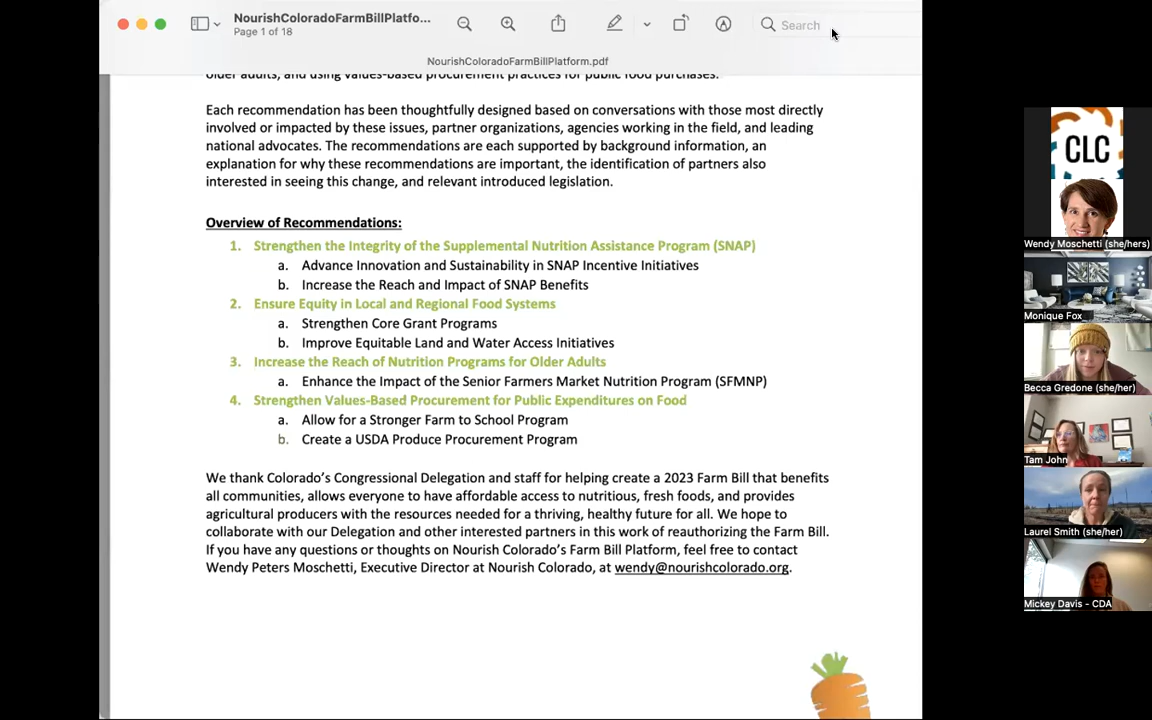 NourishColoradoFarmBillPlatfo...
Page 1 of 18
Search
NourishColoradoFarmBillPlatform.pdf
older adults, and using values-based procurement practices for public food purchases.
Each recommendation has been thoughtfully designed based on conversations with those most directly
involved or impacted by these issues, partner organizations, agencies working in the field, and leading
national advocates. The recommendations are each supported by background information, an
explanation for why these recommendations are important, the identification of partners also
interested in seeing this change, and relevant introduced legislation.
Overview of Recommendations:
1. Strengthen the Integrity of the Supplemental Nutrition Assistance Program (SNAP)
a. Advance Innovation and Sustainability in SNAP Incentive Initiatives
b. Increase the Reach and Impact of SNAP Benefits
2. Ensure Equity in Local and Regional Food Systems
a. Strengthen Core Grant Programs
b. Improve Equitable Land and Water Access Initiatives
3. Increase the Reach of Nutrition Programs for Older Adults
a. Enhance the Impact of the Senior Farmers Market Nutrition Program (SFMNP)
4. Strengthen Values-Based Procurement for Public Expenditures on Food
a. Allow for a Stronger Farm to School Program
b. Create a USDA Produce Procurement Program
We thank Colorado's Congressional Delegation and staff for helping create a 2023 Farm Bill that benefits
all communities, allows everyone to have affordable access to nutritious, fresh foods, and provides
agricultural producers with the resources needed for a thriving, healthy future for all. We hope to
collaborate with our Delegation and other interested partners in this work of reauthorizing the Farm Bill.
If you have any questions or thoughts on Nourish Colorado's Farm Bill Platform, feel free to contact
Wendy Peters Moschetti, Executive Director at Nourish Colorado, at wendy@nourishcolorado.org.
CLC
Wendy Moschetti (she/hers)
Monique Fox
Becca Gredone (she/her)
Tam John
Laurel Smith (she/her)
Mickey Davis - CDA